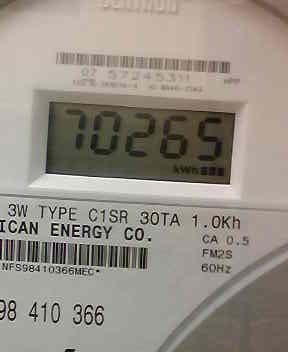 07 57245311
70265
kWh
3W TYPE C1SR 30TA 1.0Kh
ICAN ENERGY CO.
CA 0.5
FM2S
60Hz
*NFS98410366MEC*
98 410 366